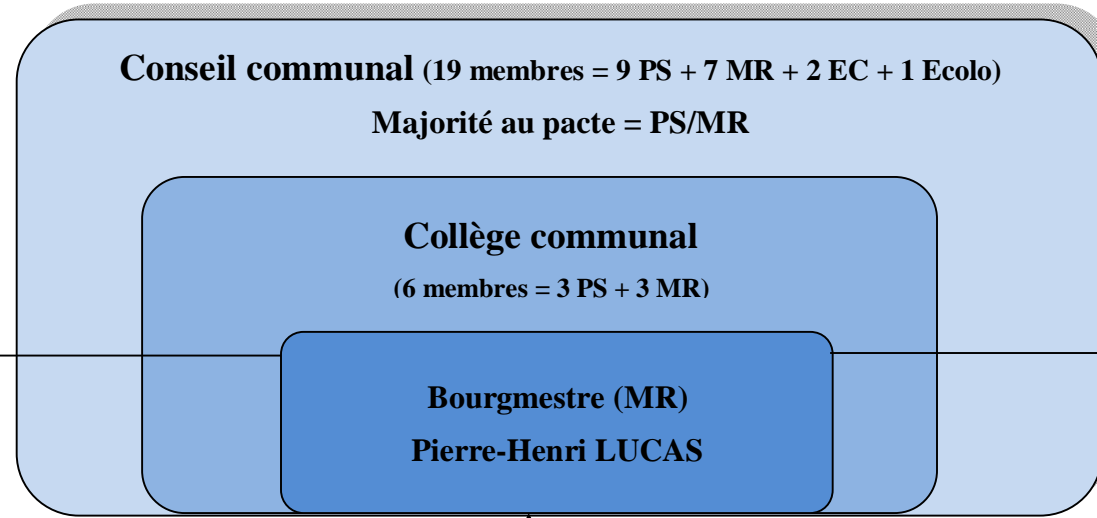 Conseil communal (19 membres = 9 PS + 7 MR + 2 EC + 1 Ecolo)
Majorité au pacte = PS/MR
Collège communal
(6 membres = 3 PS + 3 MR)
Bourgmestre (MR)
Pierre-Henri LUCAS